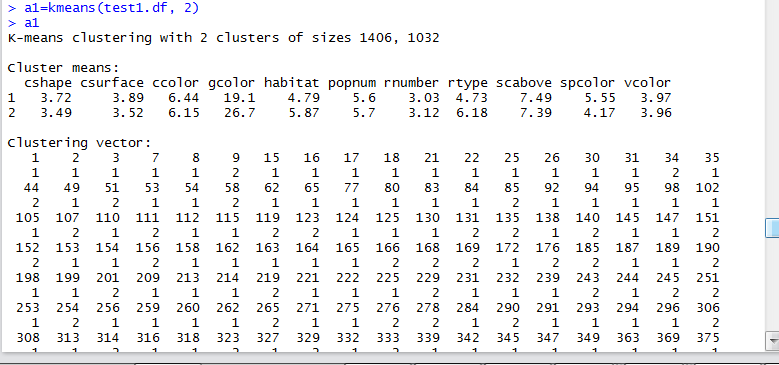 > a1=kmeans(test1.df, 2)
> a1
K-means clustering with 2 clusters of sizes 1406, 1032
Cluster means:
cshape csurface ccolor gcolor habitat popnum rnumber rtype scabove spcolor vcolor
1 3.72 3.89 6.44 19.1 4.79 5.6 3.03 4.73 7.49 5.55 3.97
2 3.49 3.52 6.15 26.7 5.87 5.7 3.12 6.18 7.39 4.17 3.96
Clustering vector:
1 2 3 7 8 9 15 16 17 18 21 22 25 26 30 31 34 35
1 1 1 1 1 2 1 1 1 1 1 1 1 1 1 1 2 1
44 49 51 53 54 58 62 65 77 80 83 84 85 92 94 95 98 102
2 1 2 1 1 2 1 1 1 1 1 1 2 1 1 1 1 1
105 107 110 111 112 115 119 123 124 125 130 131 135 138 140 145 147 151
1 2 1 2 1 1 2 2 1 1 1 2 2 1 2 1 1 2
152 153 154 156 158 162 163 164 165 166 168 169 172 176 185 187 189 190
2 1 1 1 1 2 1 1 1 2 2 2 1 2 2 1 1 2
198 199 201 209 213 214 219 221 222 225 229 231 232 239 243 244 245 251
1 1 2 1 1 1 2 1 1 1 2 1 1 1 2 1 2 2
253 254 256 259 260 262 265 271 275 276 278 284 290 291 293 294 296 306
1 2 1 1 1 1 2 1 1 2 2 1 2 1 1 1 1 2
308 313 314 316 318 323 327 329 332 333 339 342 345 347 349 363 369 375